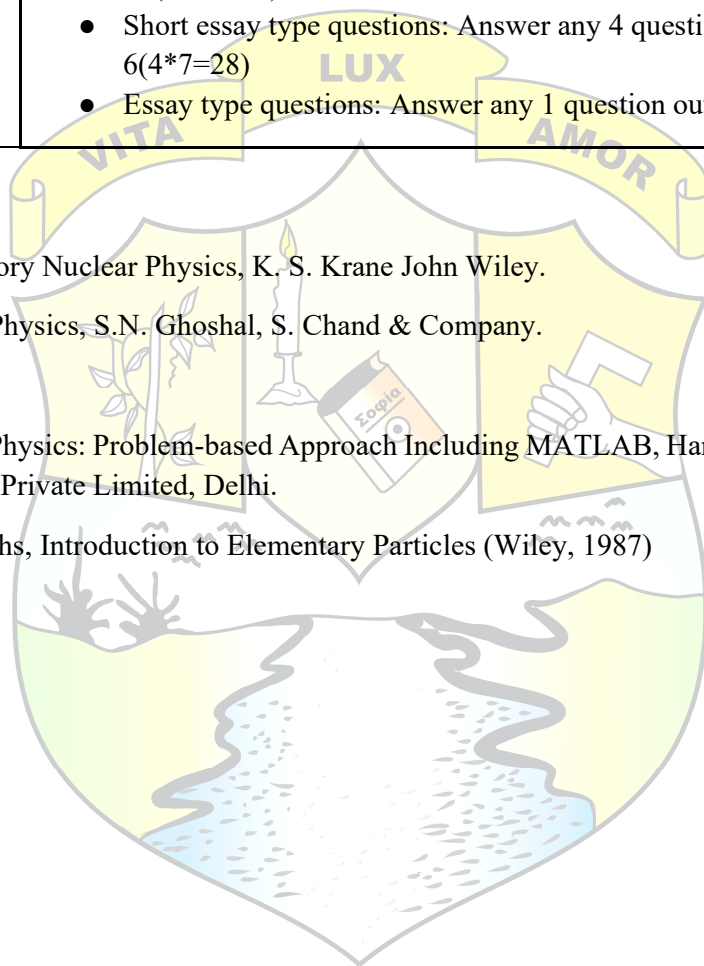 ● Short essay type questions: Answer any 4 questi
6(4*7=28)
LUX
● Essay type questions: Answer any 1 question ou
VITA
AMOR
ory Nuclear Physics, K. S. Krane John Wiley.
Physics, S.N. Ghoshal, S. Chand & Company.
Σοφία
Physics: Problem-based Approach Including MATLAB, Har
Private Limited, Delhi.
hs, Introduction to Elementary Particles (Wiley, 1987)